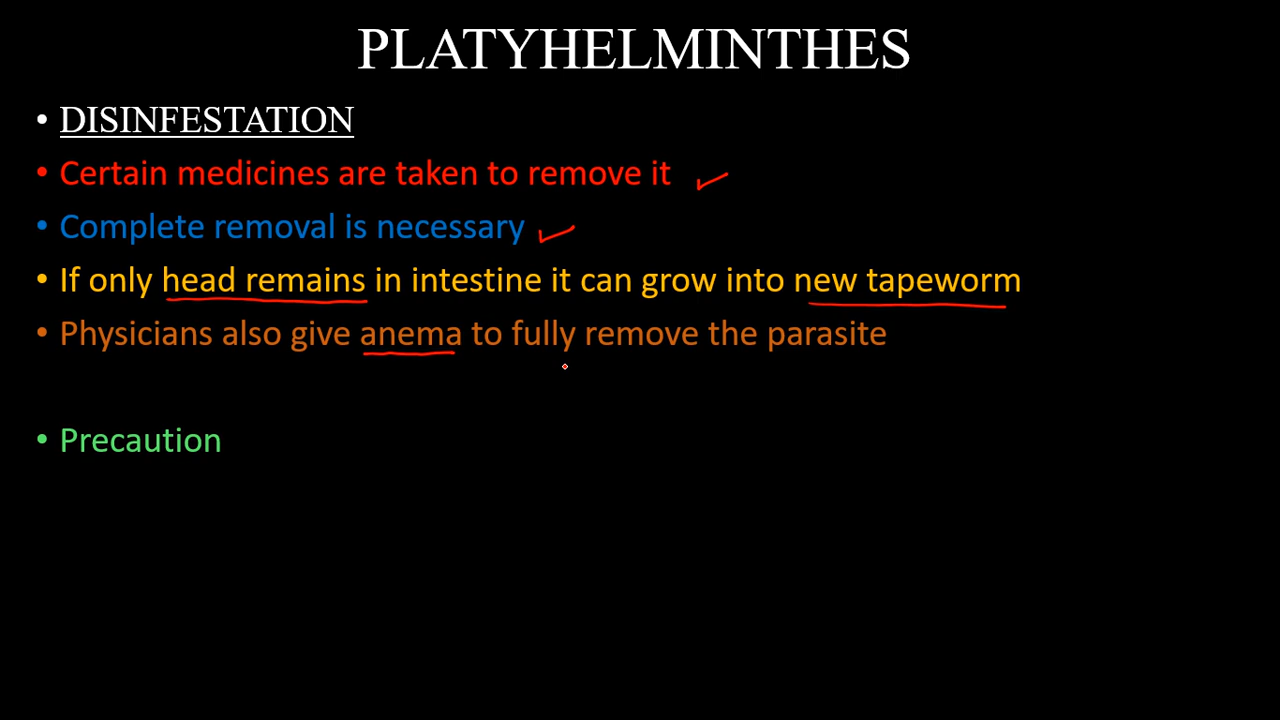 PLATYHELMINTHES
• DISINFESTATION
• Certain medicines are taken to remove it
• Complete removal is necessary
• If only head remains in intestine it can grow into new tapeworm
• Physicians also give anema to fully remove the parasite
• Precaution